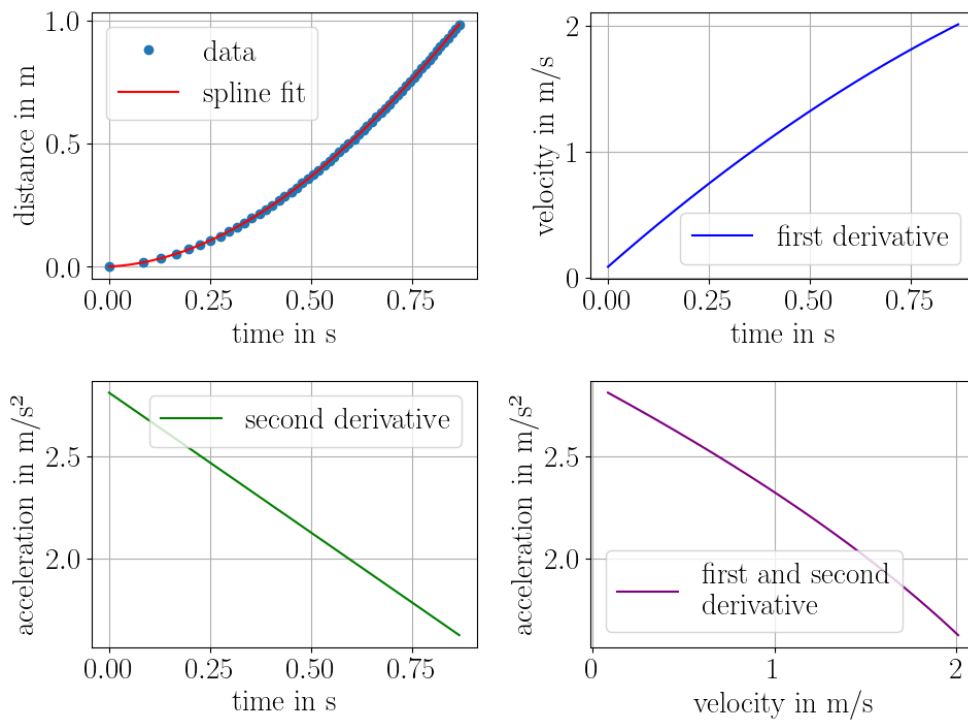 1.0
0.5
0.0
distance in m
data
spline fit
0.00 0.25 0.50 0.75
time in s
2
1
0
velocity in m/s
first derivative
0.00 0.25 0.50 0.75
time in s
2.5
2.0
acceleration in m/s²
second derivative
0.00 0.25 0.50 0.75
time in s
2.5
2.0
acceleration in m/s²
first and second
derivative
0 1 2
velocity in m/s